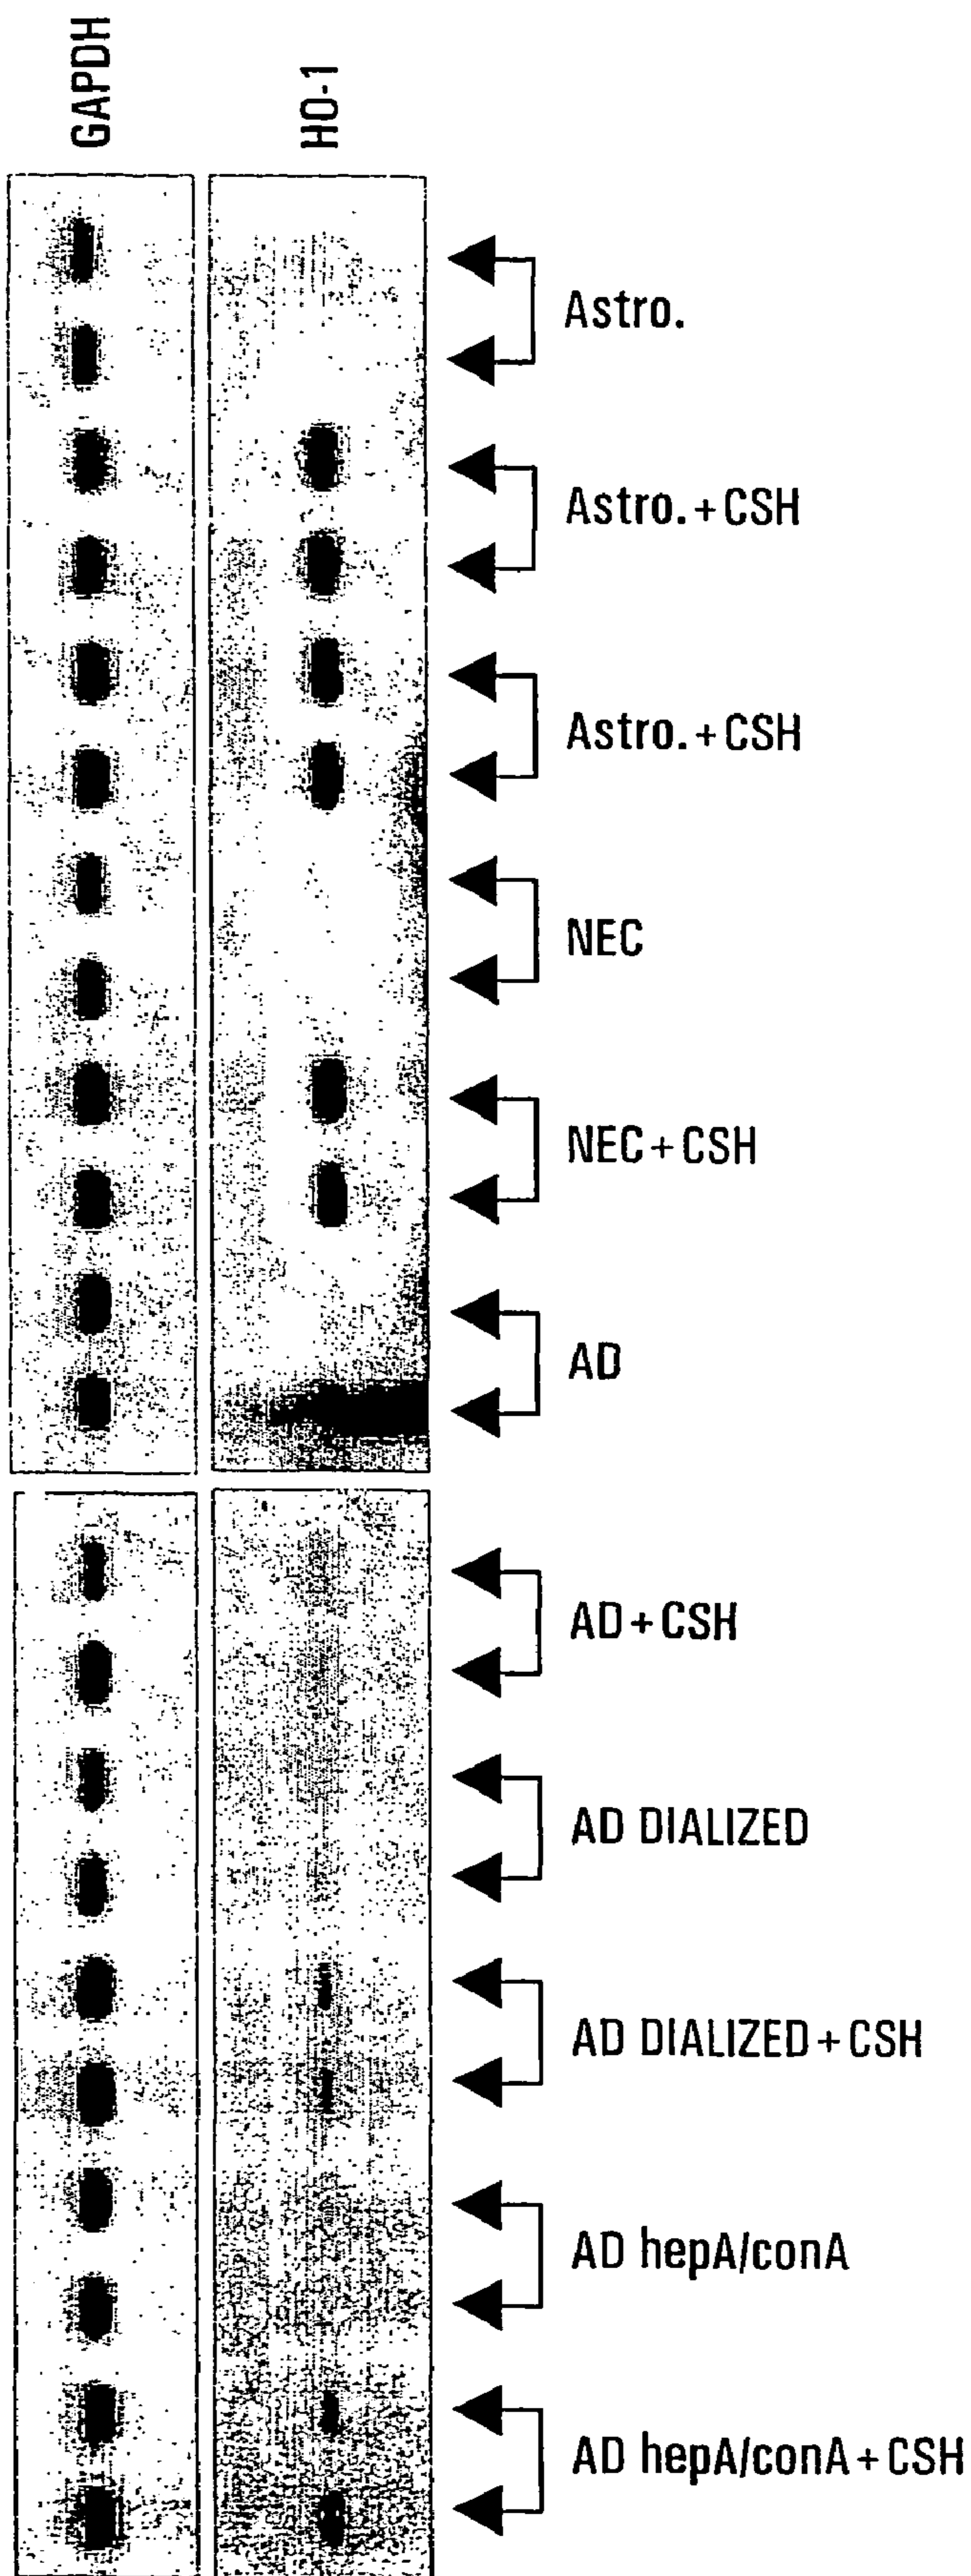 GAPDH
HO-1
Astro.
Astro. + CSH
Astro. + CSH
NEC
NEC + CSH
AD
AD + CSH
AD DIALIZED
AD DIALIZED + CSH
AD hepA/conA
AD hepA/conA + CSH